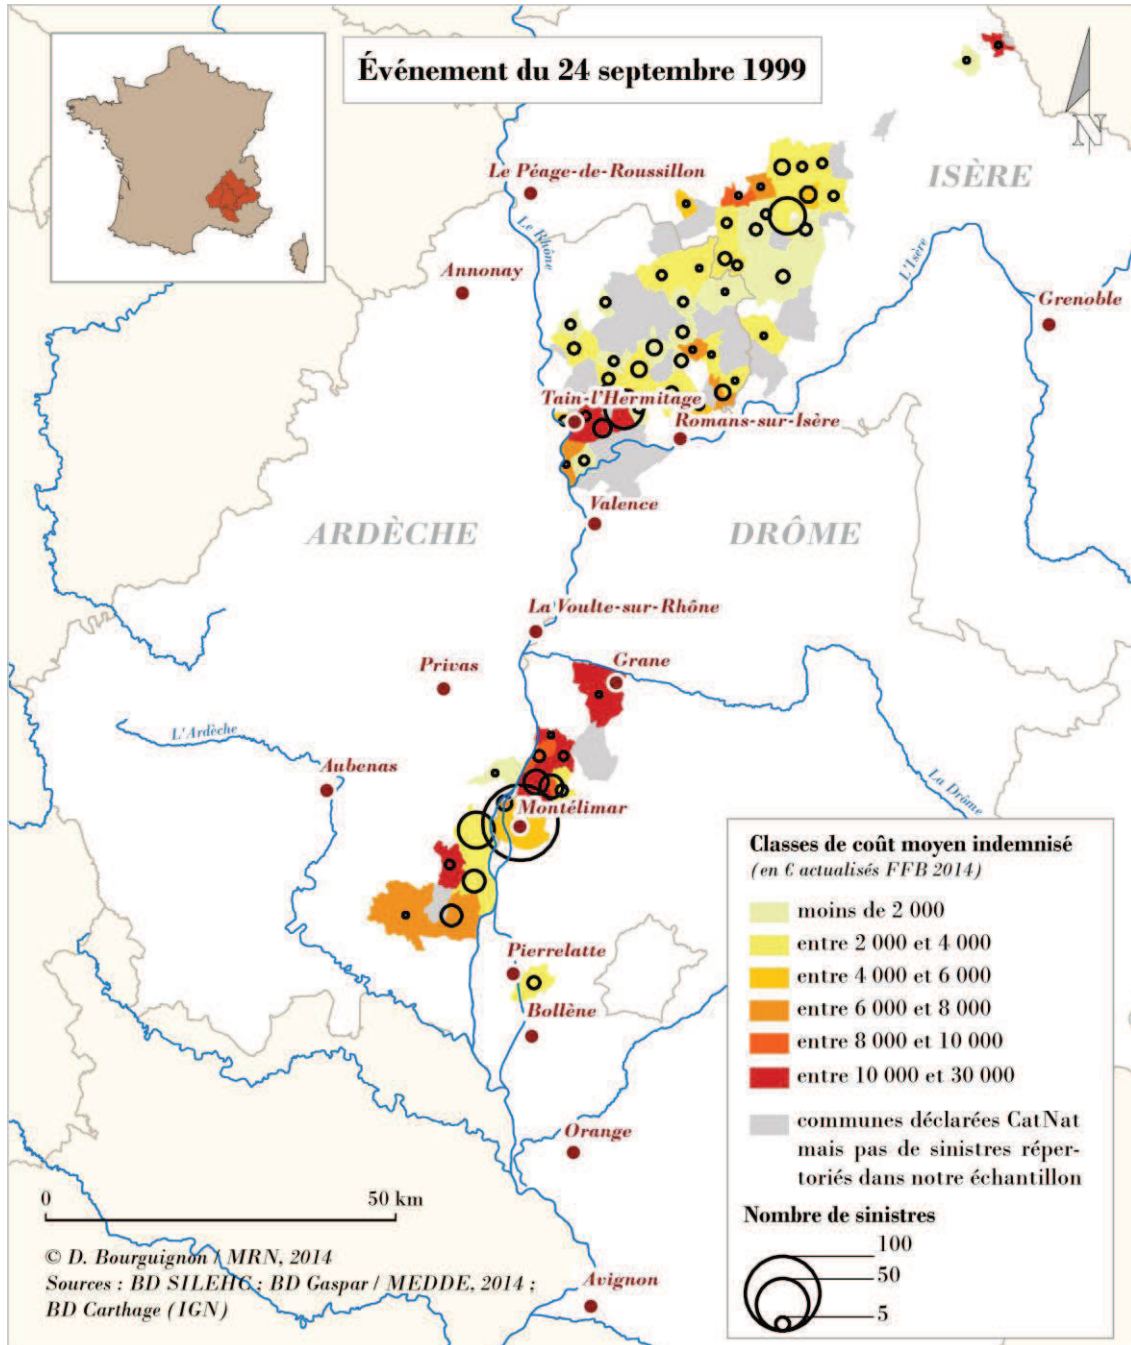 Événement du 24 septembre 1999
N
ISÈRE
Le Péage-de-Roussillon
Le Rhône
L'Isère
Annonay
Grenoble
Tain-l'Hermitage
Romans-sur-Isère
Valence
ARDÈCHE
DRÔME
La Voulte-sur-Rhône
Privas
Grane
L'Ardèche
Aubenas
La Drôme
Montélimar
Pierrelatte
Bollène
Orange
Avignon
Classes de coût moyen indemnisé
(en € actualisés FFB 2014)
moins de 2 000
entre 2 000 et 4 000
entre 4 000 et 6 000
entre 6 000 et 8 000
entre 8 000 et 10 000
entre 10 000 et 30 000
communes déclarées CatNat
mais pas de sinistres réper-
toriés dans notre échantillon
Nombre de sinistres
100
50
5
0 50 km
© D. Bourguignon / MRN, 2014
Sources : BD SILEHC ; BD Gaspar / MEDDE, 2014 ;
BD Carthage (IGN)